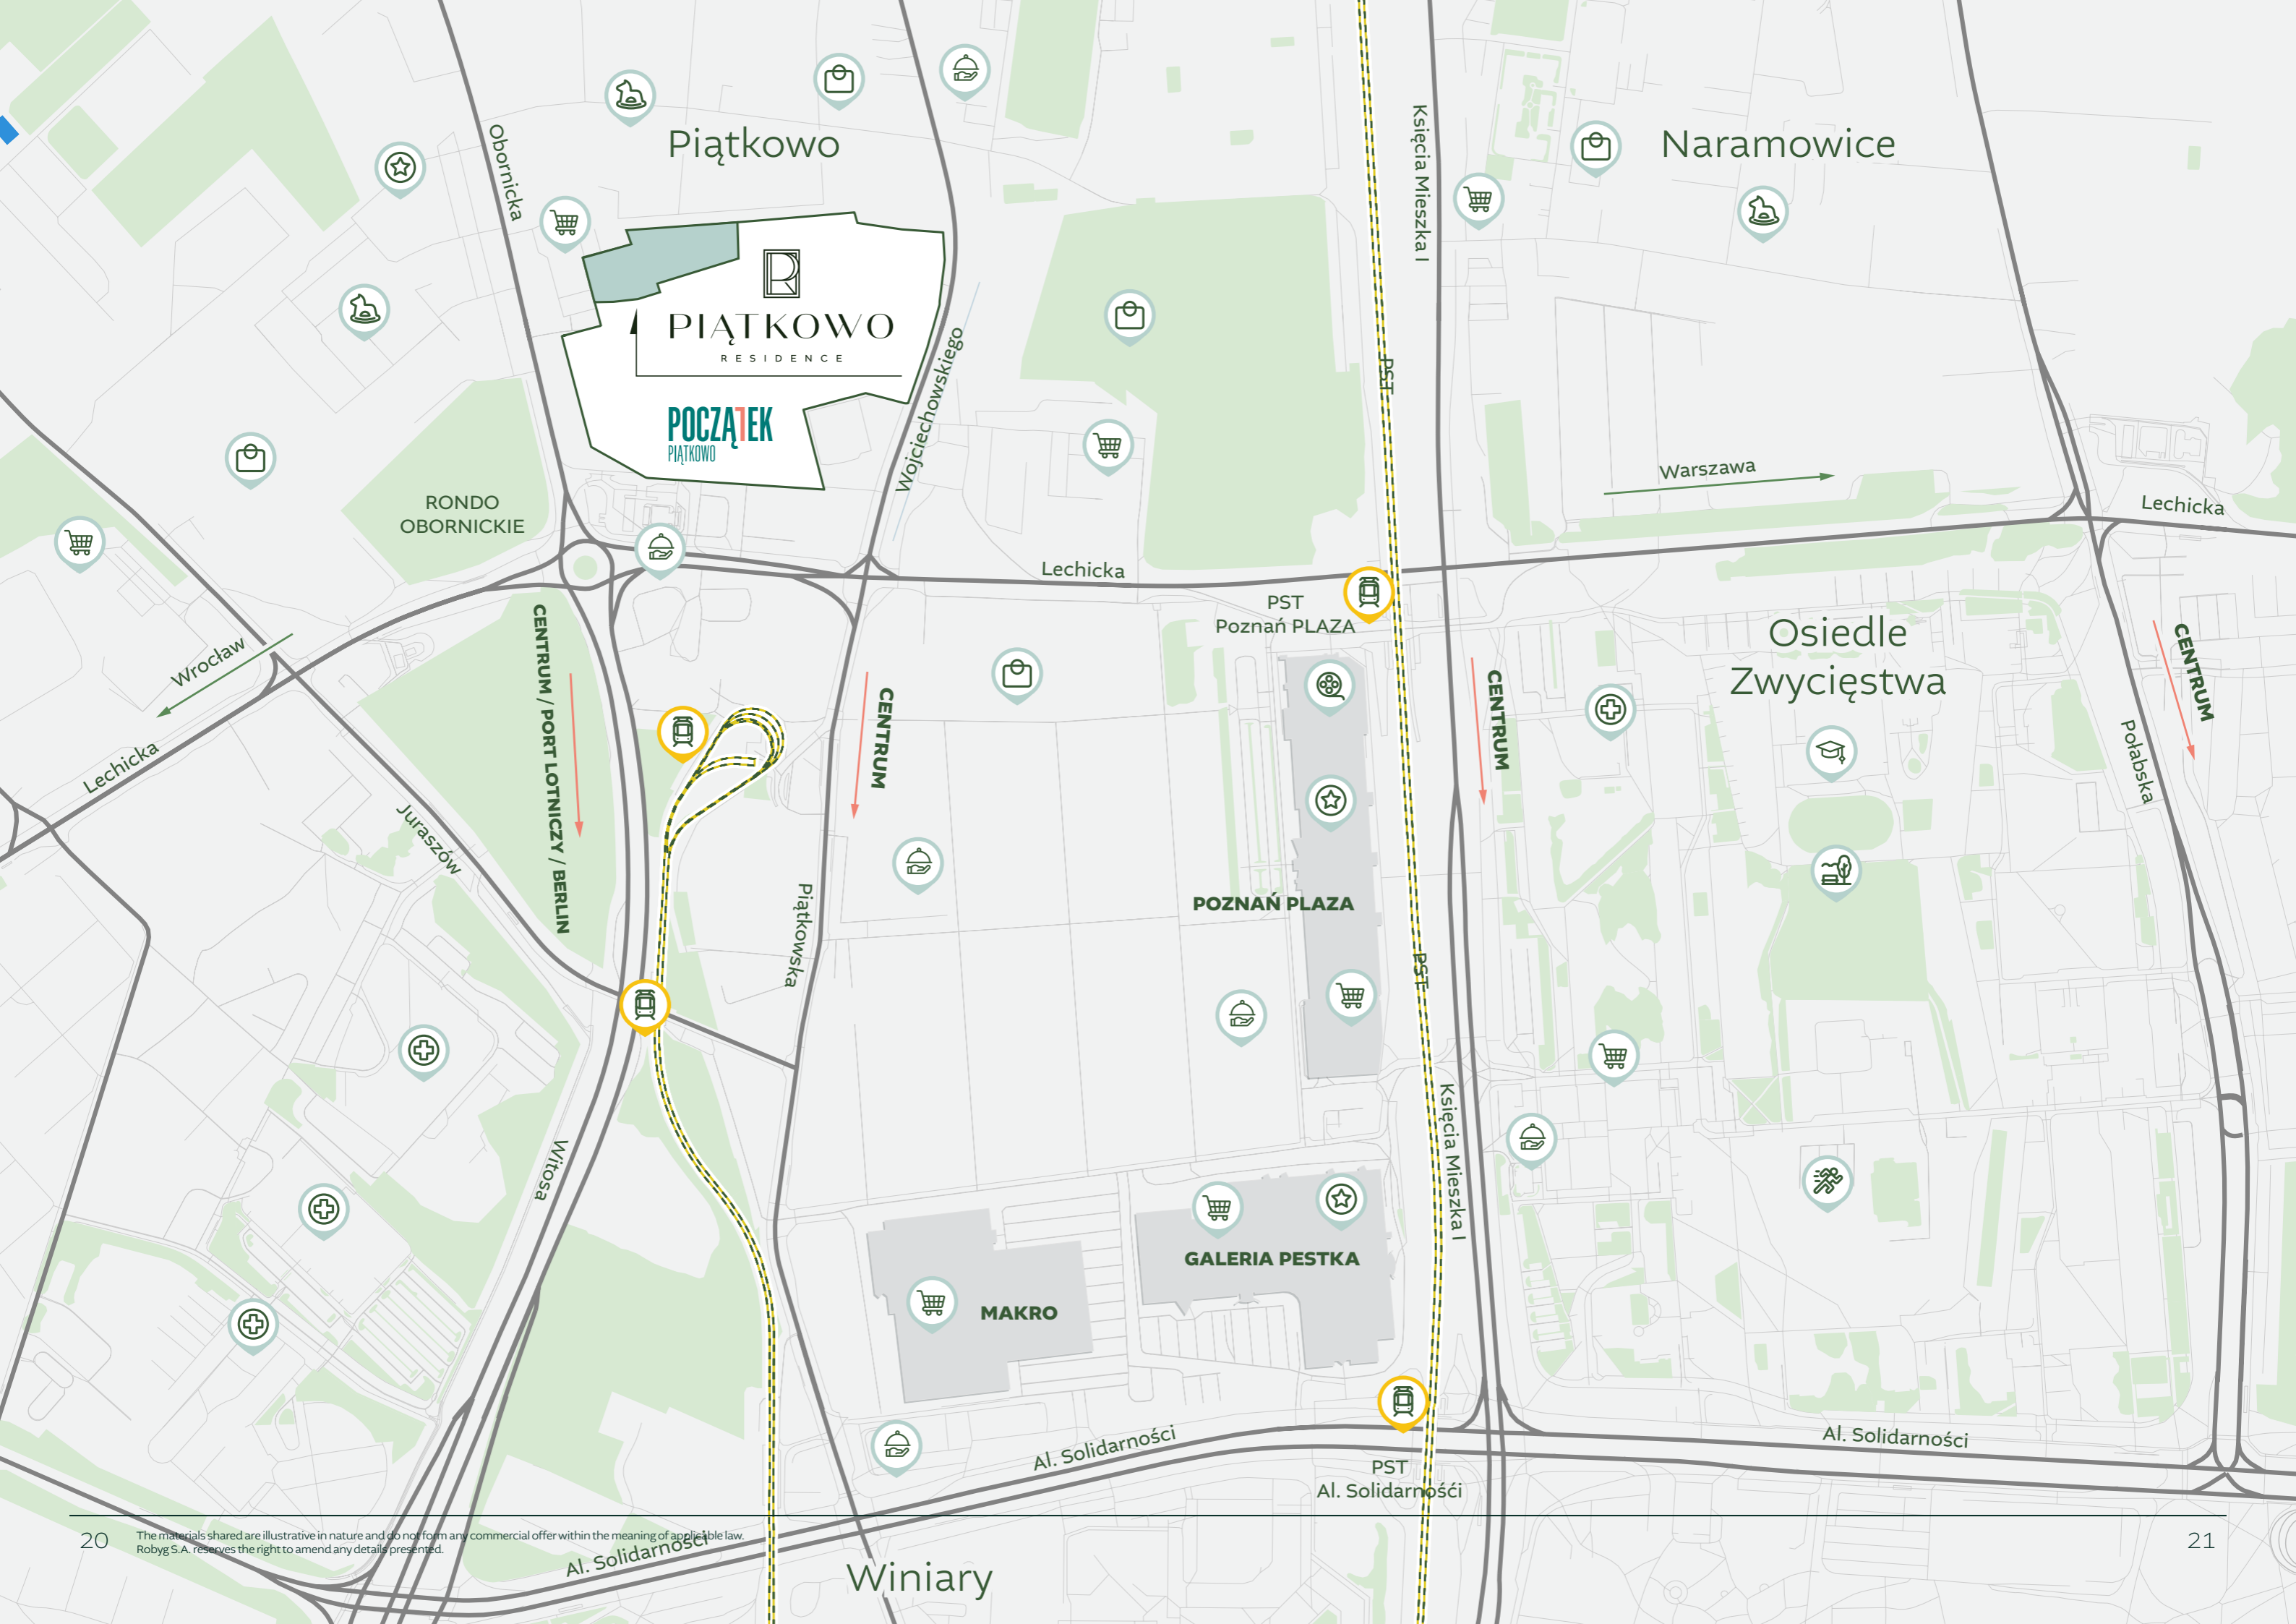 Piątkowo
Naramowice
Obornicka
Księcia Mieszka I
PIĄTKOWO
RESIDENCE
POCZĄTEK
PIĄTKOWO
Wojciechowskiego
PST
Warszawa
Lechicka
RONDO
OBORNICKIE
Lechicka
PST
Poznań PLAZA
Osiedle
Zwycięstwa
Wrocław
Lechicka
CENTRUM / PORT LOTNICZY / BERLIN
CENTRUM
CENTRUM
CENTRUM
Połabska
Juraszów
Piątkowska
POZNAŃ PLAZA
PST
Witosa
Księcia Mieszka I
GALERIA PESTKA
MAKRO
Al. Solidarności
Al. Solidarności
PST
Al. Solidarnośći
Al. Solidarności
Winiary
20
The materials shared are illustrative in nature and do not form any commercial offer within the meaning of applicable law.
Robyg S.A. reserves the right to amend any details presented.
21